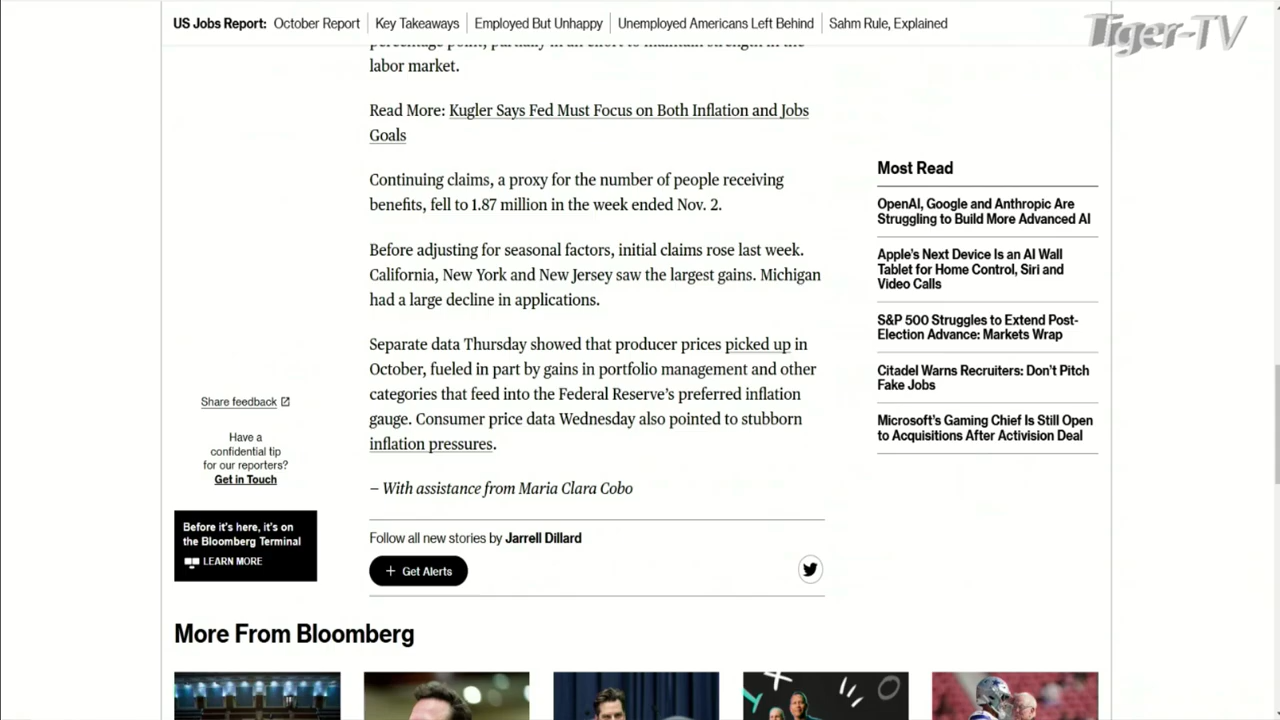 US Jobs Report: October Report Key Takeaways Employed But Unhappy Unemployed Americans Left Behind Sahm Rule, Explained
Tiger-TV
percentage point, partially in an effort to maintain strength in the
labor market.
Read More: Kugler Says Fed Must Focus on Both Inflation and Jobs
Goals
Continuing claims, a proxy for the number of people receiving
benefits, fell to 1.87 million in the week ended Nov. 2.
Before adjusting for seasonal factors, initial claims rose last week.
California, New York and New Jersey saw the largest gains. Michigan
had a large decline in applications.
Separate data Thursday showed that producer prices picked up in
October, fueled in part by gains in portfolio management and other
categories that feed into the Federal Reserve's preferred inflation
gauge. Consumer price data Wednesday also pointed to stubborn
inflation pressures.
– With assistance from Maria Clara Cobo
Follow all new stories by Jarrell Dillard
+ Get Alerts
Share feedback
Have a
confidential tip
for our reporters?
Get in Touch
Before it's here, it's on
the Bloomberg Terminal
LEARN MORE
Most Read
OpenAI, Google and Anthropic Are
Struggling to Build More Advanced AI
Apple's Next Device Is an AI Wall
Tablet for Home Control, Siri and
Video Calls
S&P 500 Struggles to Extend Post-
Election Advance: Markets Wrap
Citadel Warns Recruiters: Don't Pitch
Fake Jobs
Microsoft's Gaming Chief Is Still Open
to Acquisitions After Activision Deal
More From Bloomberg